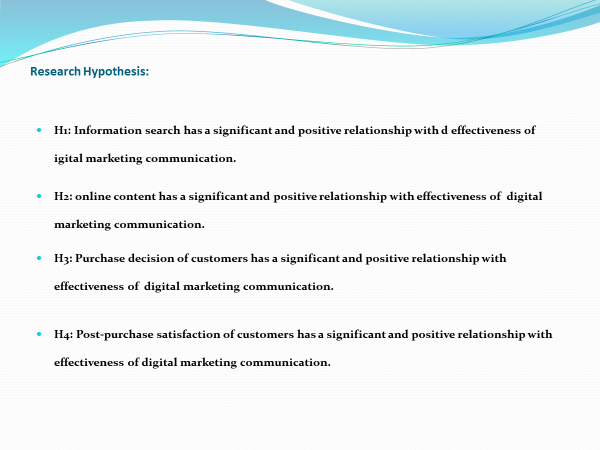 Research Hypothesis:
H1: Information search has a significant and positive relationship with d effectiveness of
igital marketing communication.
H2: online content has a significant and positive relationship with effectiveness of digital
marketing communication.
H3: Purchase decision of customers has a significant and positive relationship with
effectiveness of digital marketing communication.
H4: Post-purchase satisfaction of customers has a significant and positive relationship with
effectiveness of digital marketing communication.